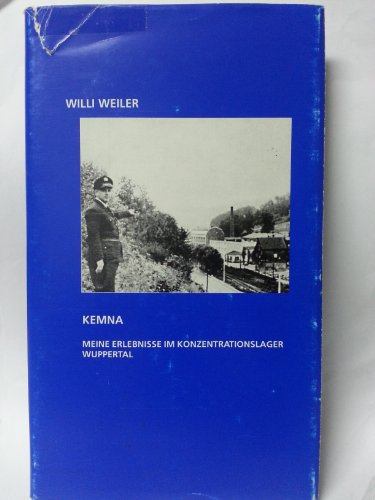 WILLI WEILER
KEMNA
MEINE ERLEBNISSE IM KONZENTRATIONSLAGER
WUPPERTAL